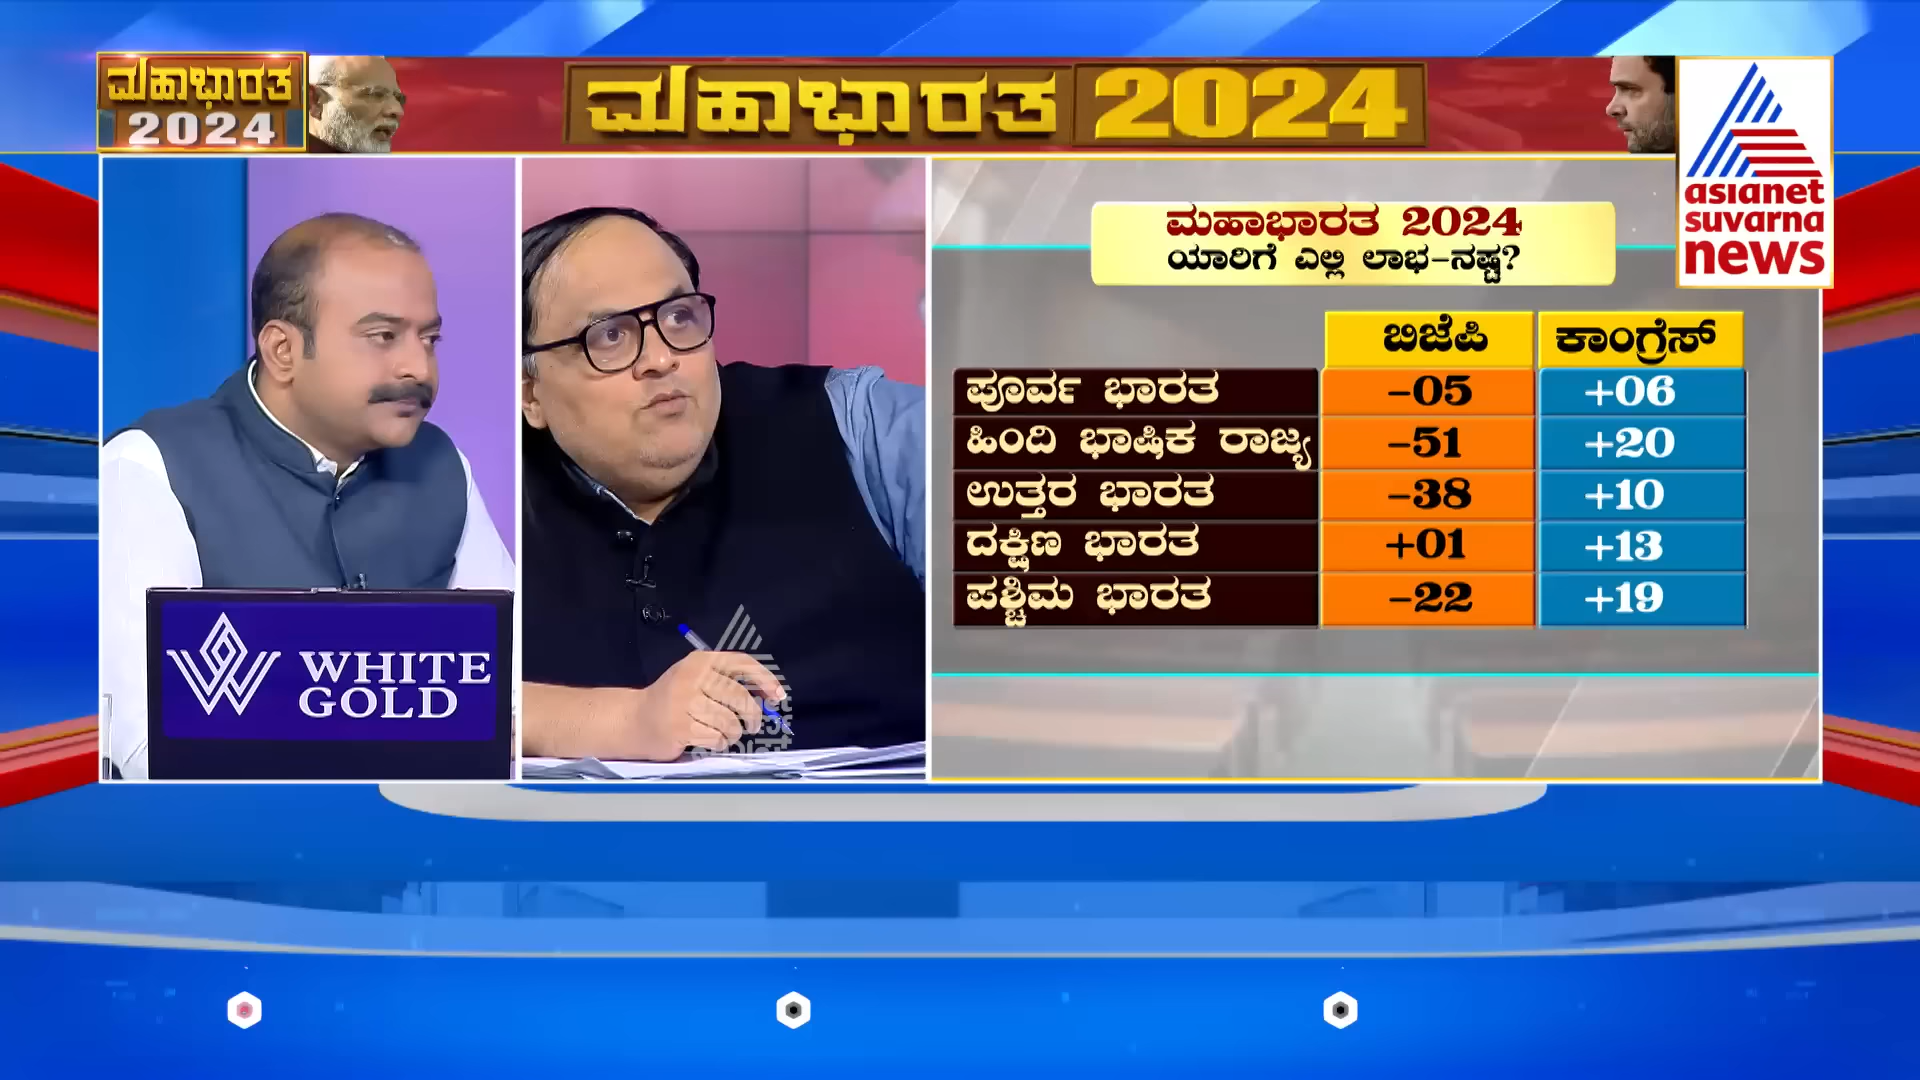 ಮಹಾಭಾರತ
2024
ಮಹಾಭಾರತ 2024
asianet
suvarna
news
ಮಹಾಭಾರತ 2024
ಯಾರಿಗೆ ಎಲ್ಲಿ ಲಾಭ-ನಷ್ಟ?
ಬಿಜೆಪಿ ಕಾಂಗ್ರೆಸ್
ಪೂರ್ವ ಭಾರತ -05 +06
ಹಿಂದಿ ಭಾಷಿಕ ರಾಜ್ಯ -51 +20
ಉತ್ತರ ಭಾರತ -38 +10
ದಕ್ಷಿಣ ಭಾರತ +01 +13
ಪಶ್ಚಿಮ ಭಾರತ -22 +19
WHITE
GOLD